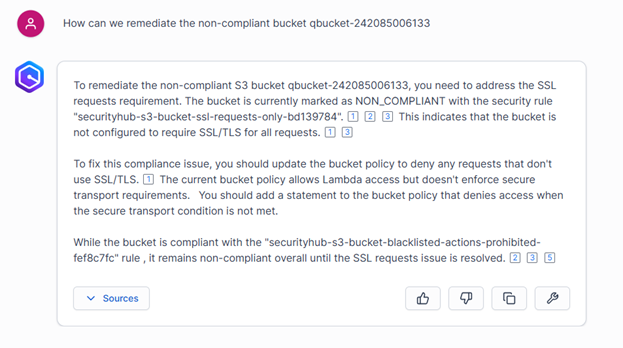 How can we remediate the non-compliant bucket qbucket-242085006133
To remediate the non-compliant S3 bucket qbucket-242085006133, you need to address the SSL
requests requirement. The bucket is currently marked as NON_COMPLIANT with the security rule
"securityhub-s3-bucket-ssl-requests-only-bd139784". 1 2 3 This indicates that the bucket is
not configured to require SSL/TLS for all requests. 1 3
To fix this compliance issue, you should update the bucket policy to deny any requests that don't
use SSL/TLS. 1 The current bucket policy allows Lambda access but doesn't enforce secure
transport requirements. You should add a statement to the bucket policy that denies access when
the secure transport condition is not met.
While the bucket is compliant with the "securityhub-s3-bucket-blacklisted-actions-prohibited-
fef8c7fc" rule , it remains non-compliant overall until the SSL requests issue is resolved. 2 3 5
Sources